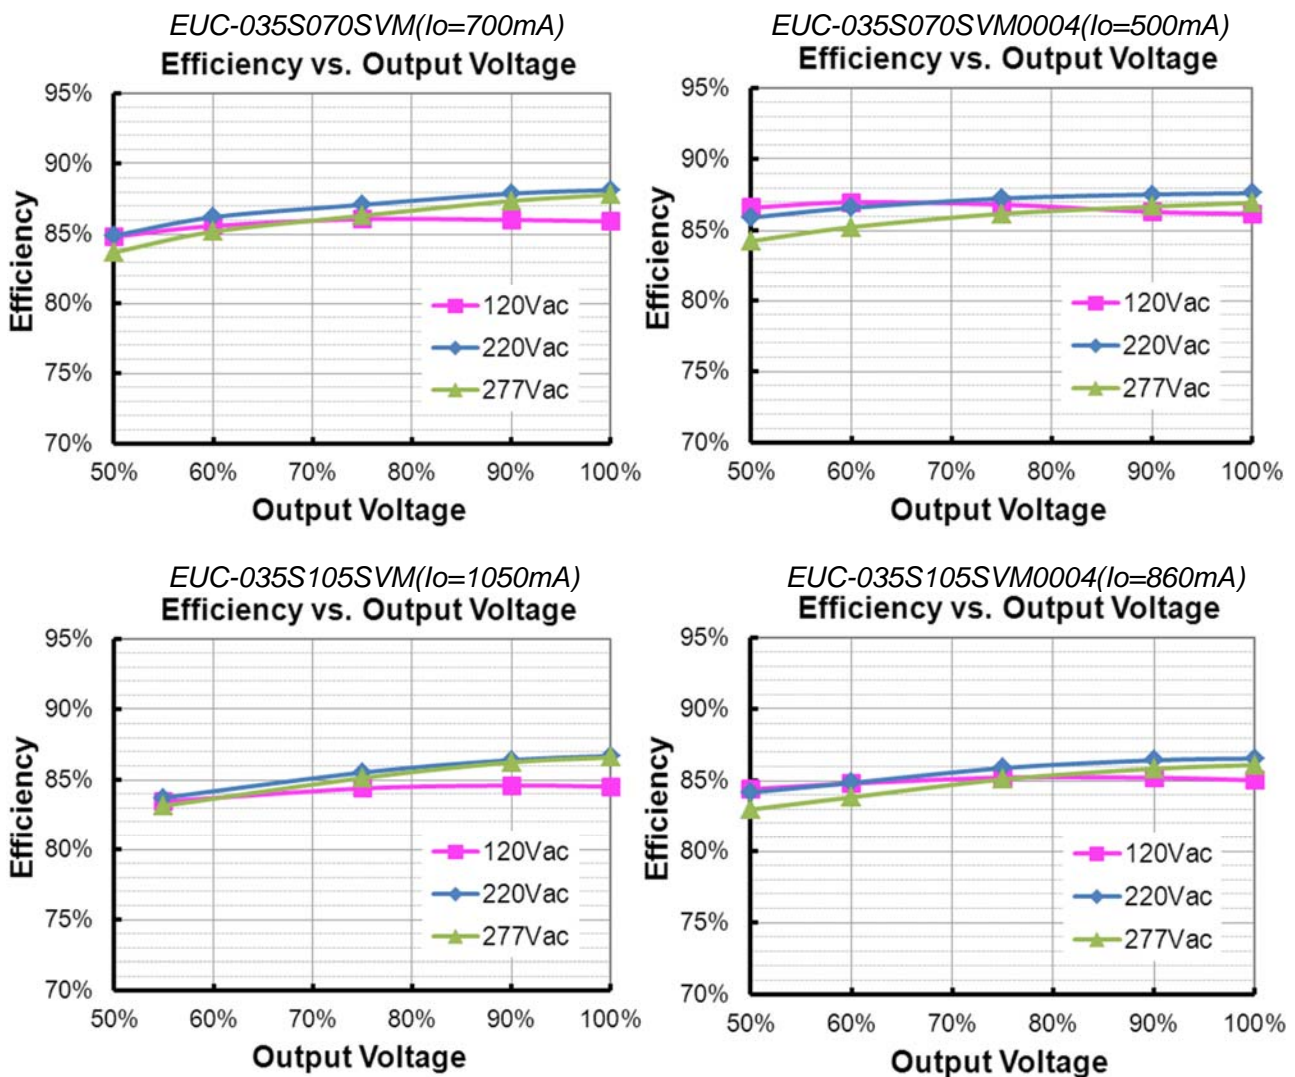 EUC-035S070SVM(Io=700mA)
Efficiency vs. Output Voltage
Efficiency
95%
90%
85%
80%
75%
70%
120Vac
220Vac
277Vac
50% 60% 70% 80% 90% 100%
Output Voltage
EUC-035S070SVM0004(Io=500mA)
Efficiency vs. Output Voltage
Efficiency
95%
90%
85%
80%
75%
70%
120Vac
220Vac
277Vac
50% 60% 70% 80% 90% 100%
Output Voltage
EUC-035S105SVM(Io=1050mA)
Efficiency vs. Output Voltage
Efficiency
95%
90%
85%
80%
75%
70%
120Vac
220Vac
277Vac
50% 60% 70% 80% 90% 100%
Output Voltage
EUC-035S105SVM0004(Io=860mA)
Efficiency vs. Output Voltage
Efficiency
95%
90%
85%
80%
75%
70%
120Vac
220Vac
277Vac
50% 60% 70% 80% 90% 100%
Output Voltage